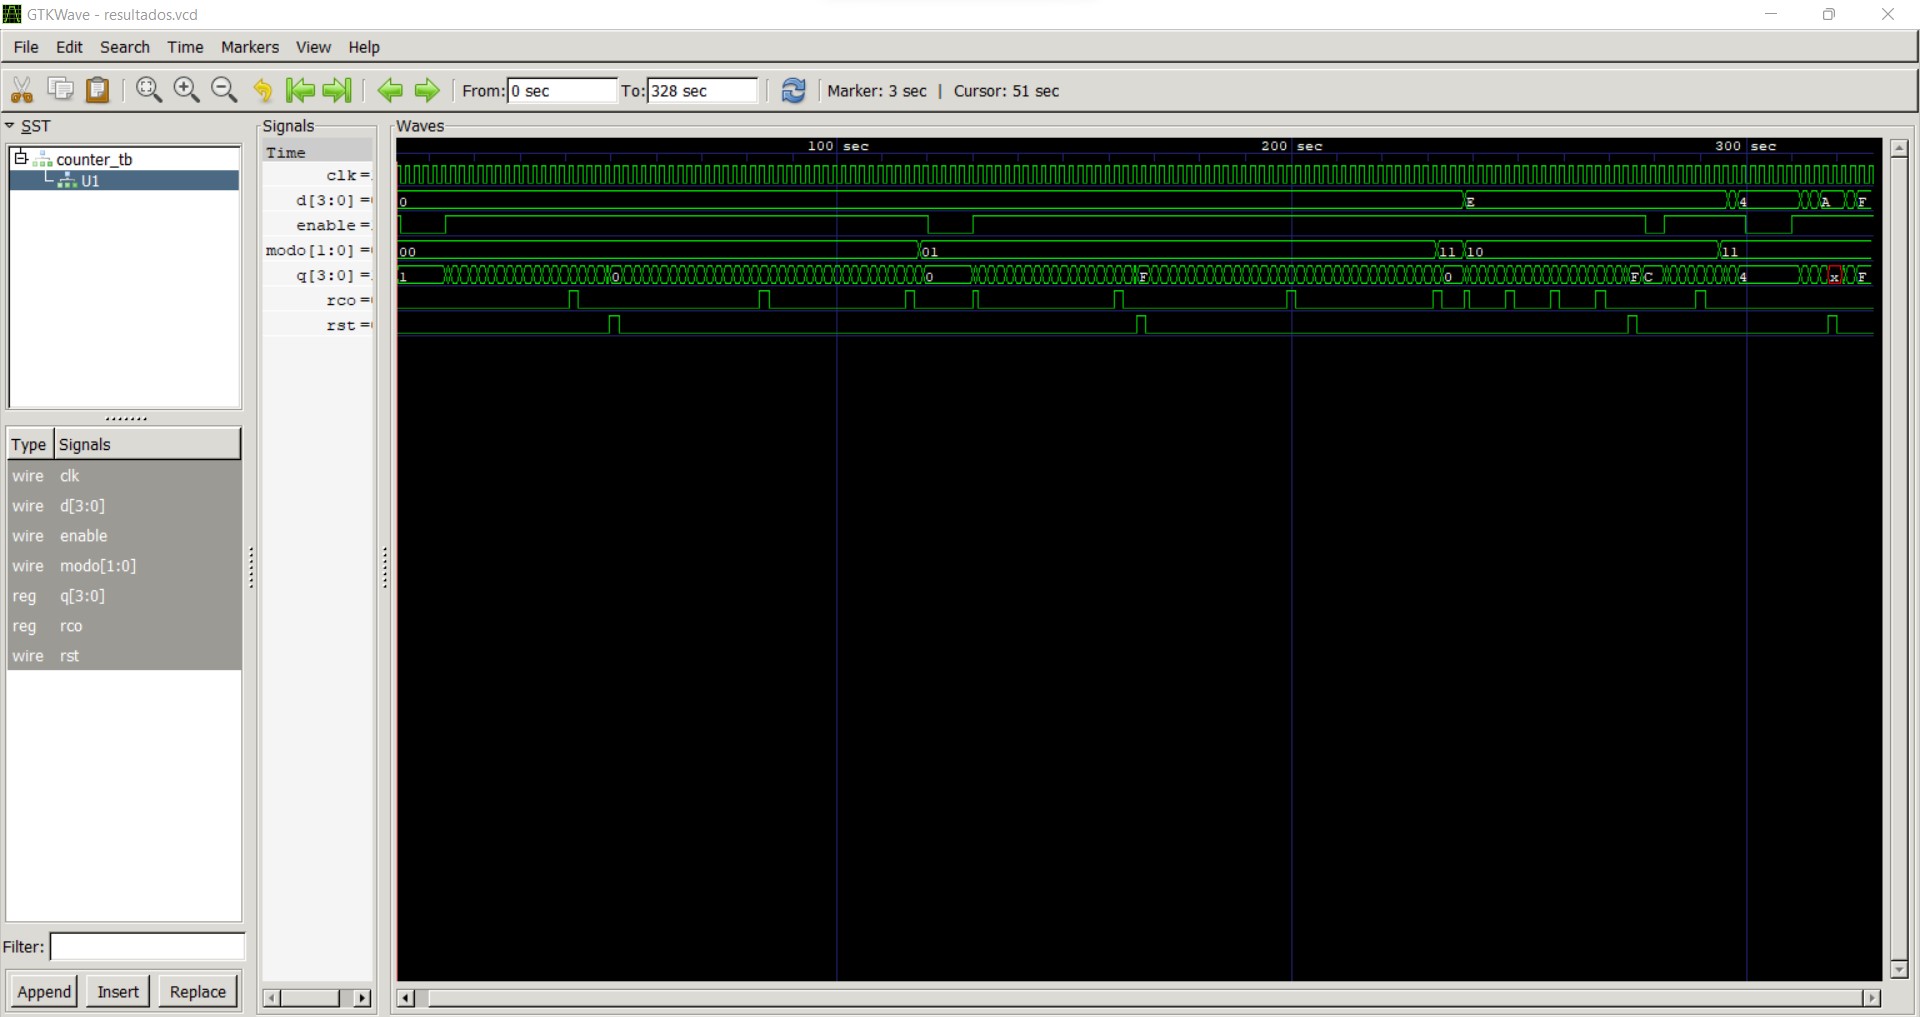 GTKWave - resultados.vcd
File Edit Search Time Markers View Help
From: 0 sec To: 328 sec Marker: 3 sec | Cursor: 51 sec
SST
counter_tb
U1
Type Signals
wire clk
wire d[3:0]
wire enable
wire modo[1:0]
reg q[3:0]
reg rco
wire rst
Filter:
Append Insert Replace
Signals
Time
clk=
d[3:0] =
enable=
modo[1:0] =
q[3:0] =
rco=
rst=
Waves
100 sec 200 sec 300 sec
0 E 4 A F
00 01 11 10 11
1 0 0 F 0 F C 4 x F